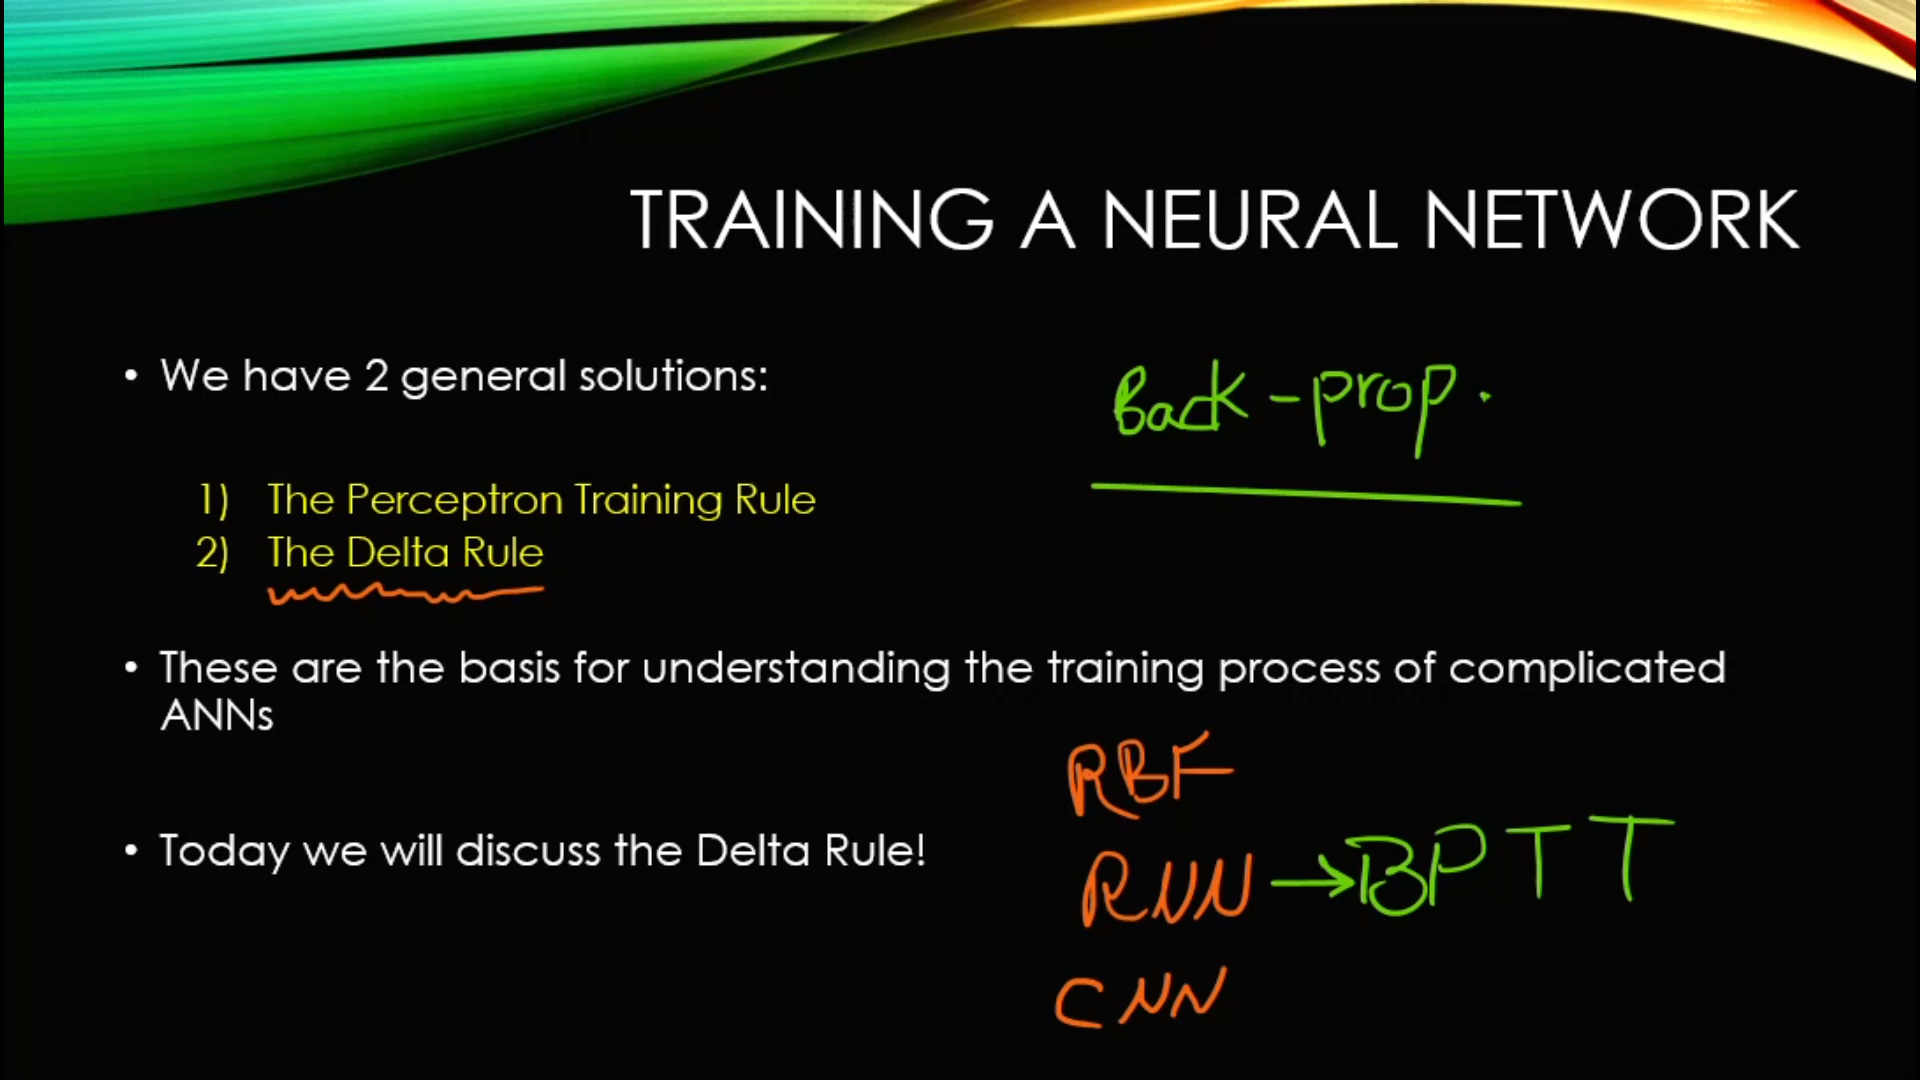 TRAINING A NEURAL NETWORK
• We have 2 general solutions:
Back-prop.
1) The Perceptron Training Rule
2) The Delta Rule
• These are the basis for understanding the training process of complicated
ANNs
RBF
• Today we will discuss the Delta Rule!
RNN → BPTT
CNN